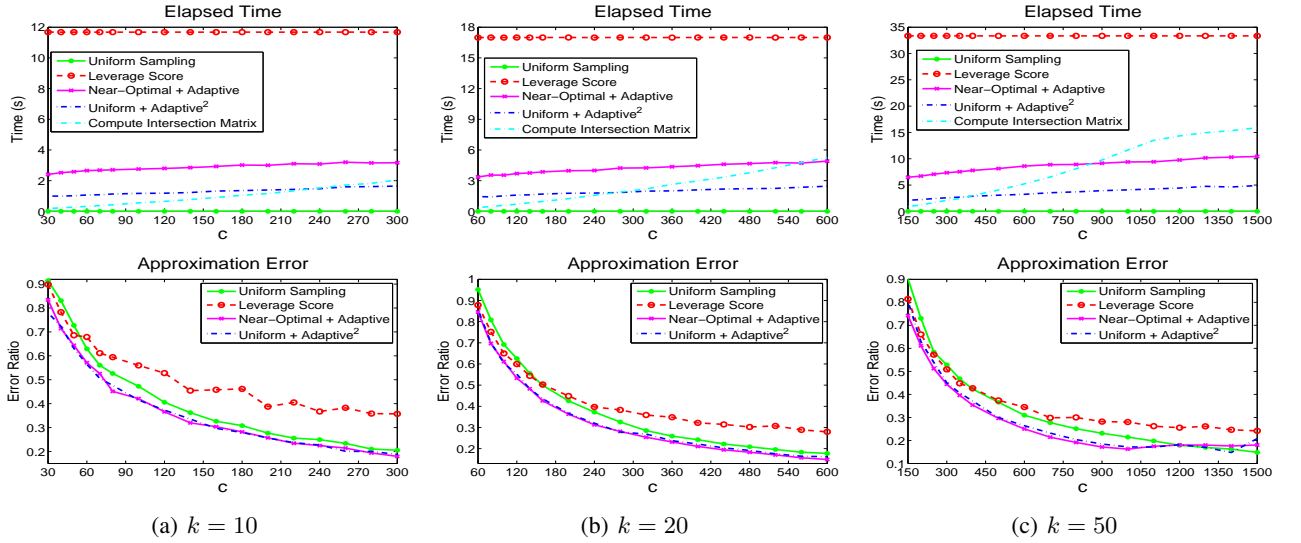 Elapsed Time
12
10
8
6
4
2
0
Time (s)
Uniform Sampling
Leverage Score
Near-Optimal + Adaptive
Uniform + Adaptive²
Compute Intersection Matrix
30 60 90 120 150 180 210 240 270 300
c
Elapsed Time
18
15
12
9
6
3
0
Time (s)
Uniform Sampling
Leverage Score
Near-Optimal + Adaptive
Uniform + Adaptive²
Compute Intersection Matrix
60 120 180 240 300 360 420 480 540 600
c
Elapsed Time
35
30
25
20
15
10
5
0
Time (s)
Uniform Sampling
Leverage Score
Near-Optimal + Adaptive
Uniform + Adaptive²
Compute Intersection Matrix
150 300 450 600 750 900 1050 1200 1350 1500
c
Approximation Error
0.9
0.8
0.7
0.6
0.5
0.4
0.3
0.2
Error Ratio
Uniform Sampling
Leverage Score
Near-Optimal + Adaptive
Uniform + Adaptive²
30 60 90 120 150 180 210 240 270 300
c
Approximation Error
1
0.9
0.8
0.7
0.6
0.5
0.4
0.3
0.2
Error Ratio
Uniform Sampling
Leverage Score
Near-Optimal + Adaptive
Uniform + Adaptive²
60 120 180 240 300 360 420 480 540 600
c
Approximation Error
0.9
0.8
0.7
0.6
0.5
0.4
0.3
0.2
0.1
Error Ratio
Uniform Sampling
Leverage Score
Near-Optimal + Adaptive
Uniform + Adaptive²
150 300 450 600 750 900 1050 1200 1350 1500
c
(a) k = 10
(b) k = 20
(c) k = 50